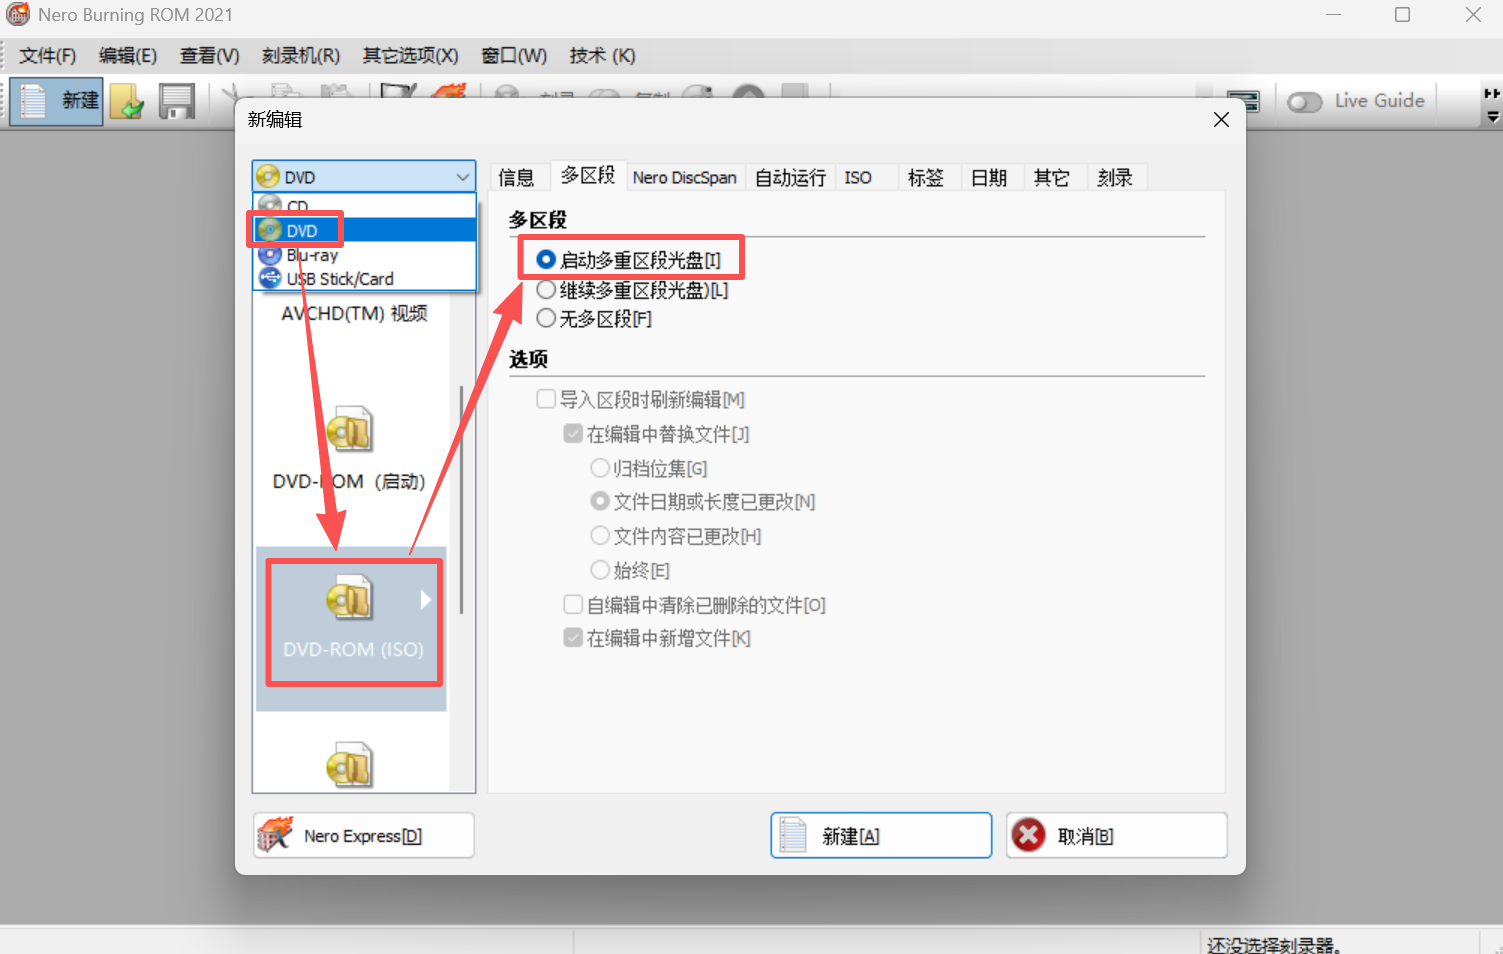 Nero Burning ROM 2021
文件(F) 编辑(E) 查看(V) 刻录机(R) 其它选项(X) 窗口(W) 技术 (K)
新建 Live Guide
新编辑
DVD
CD
DVD
Blu-ray
USB Stick/Card
AVCHD(TM) 视频
DVD-ROM（启动）
DVD-ROM (ISO)
信息 多区段 Nero DiscSpan 自动运行 ISO 标签 日期 其它 刻录
多区段
启动多重区段光盘[I]
继续多重区段光盘)[L]
无多区段[F]
选项
导入区段时刷新编辑[M]
在编辑中替换文件[J]
归档位集[G]
文件日期或长度已更改[N]
文件内容已更改[H]
始终[E]
自编辑中清除已删除的文件[O]
在编辑中新增文件[K]
Nero Express[D] 新建[A] 取消[B]
还没选择刻录器。